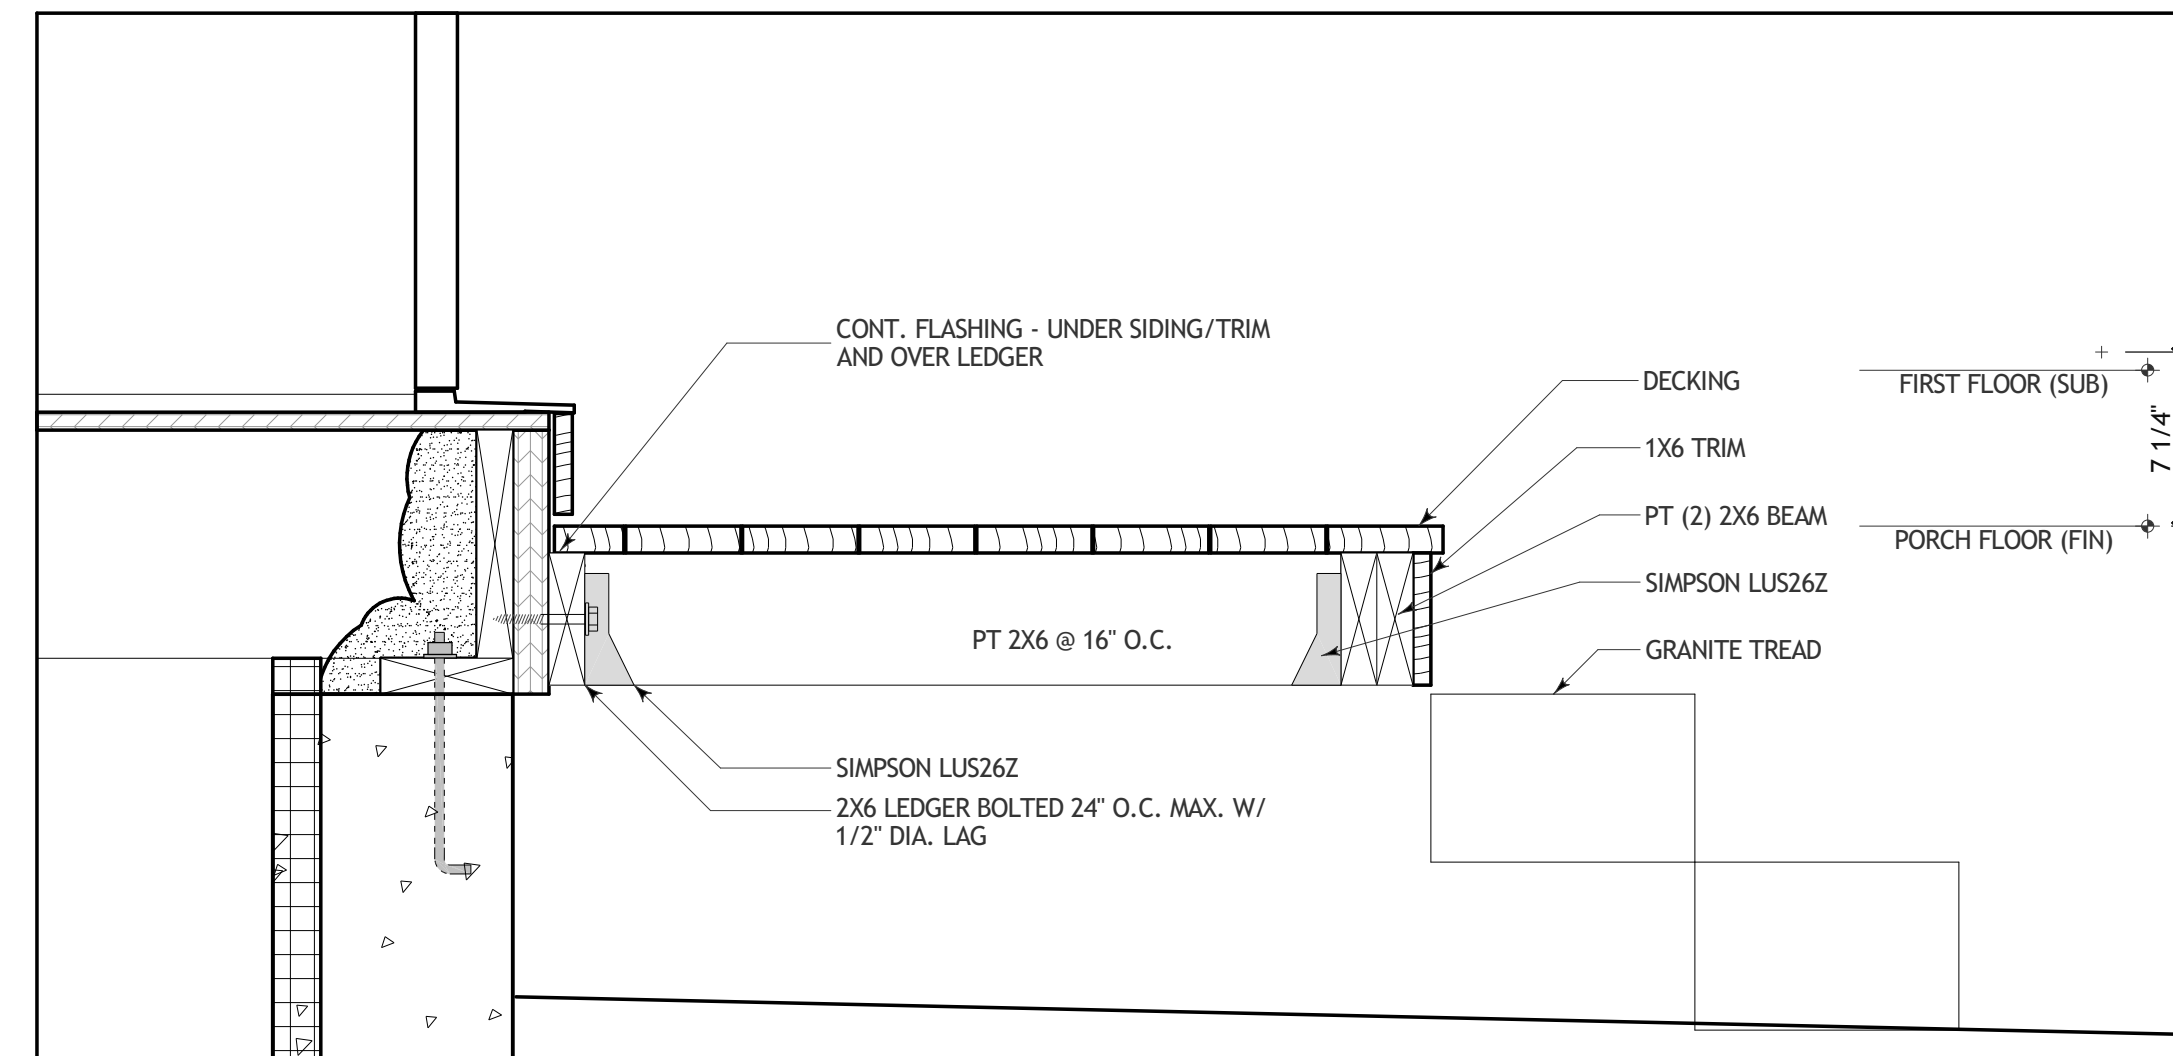 CONT. FLASHING - UNDER SIDING/TRIM
AND OVER LEDGER
DECKING
FIRST FLOOR (SUB)
7 1/4"
1X6 TRIM
PT (2) 2X6 BEAM
PORCH FLOOR (FIN)
SIMPSON LUS26Z
PT 2X6 @ 16" O.C.
GRANITE TREAD
SIMPSON LUS26Z
2X6 LEDGER BOLTED 24" O.C. MAX. W/
1/2" DIA. LAG